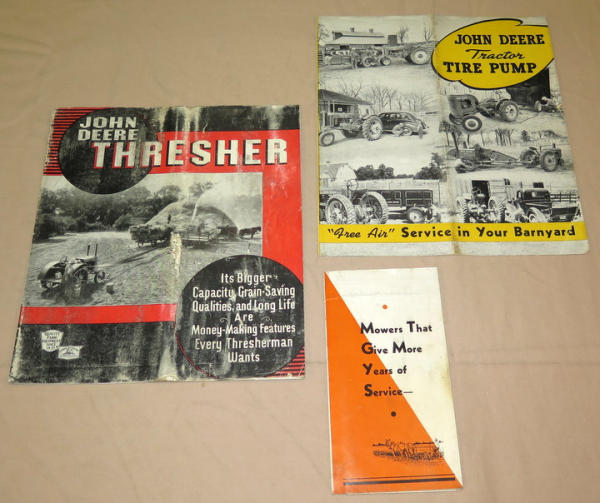 JOHN
DEERE
THRESHER
Its Bigger
Capacity, Grain-Saving
Qualities, and Long Life
Are
Money-Making Features
Every Thresherman
Wants
JOHN DEERE
Tractor
TIRE PUMP
"Free Air" Service in Your Barnyard
Mowers That
Give More
Years of
Service—